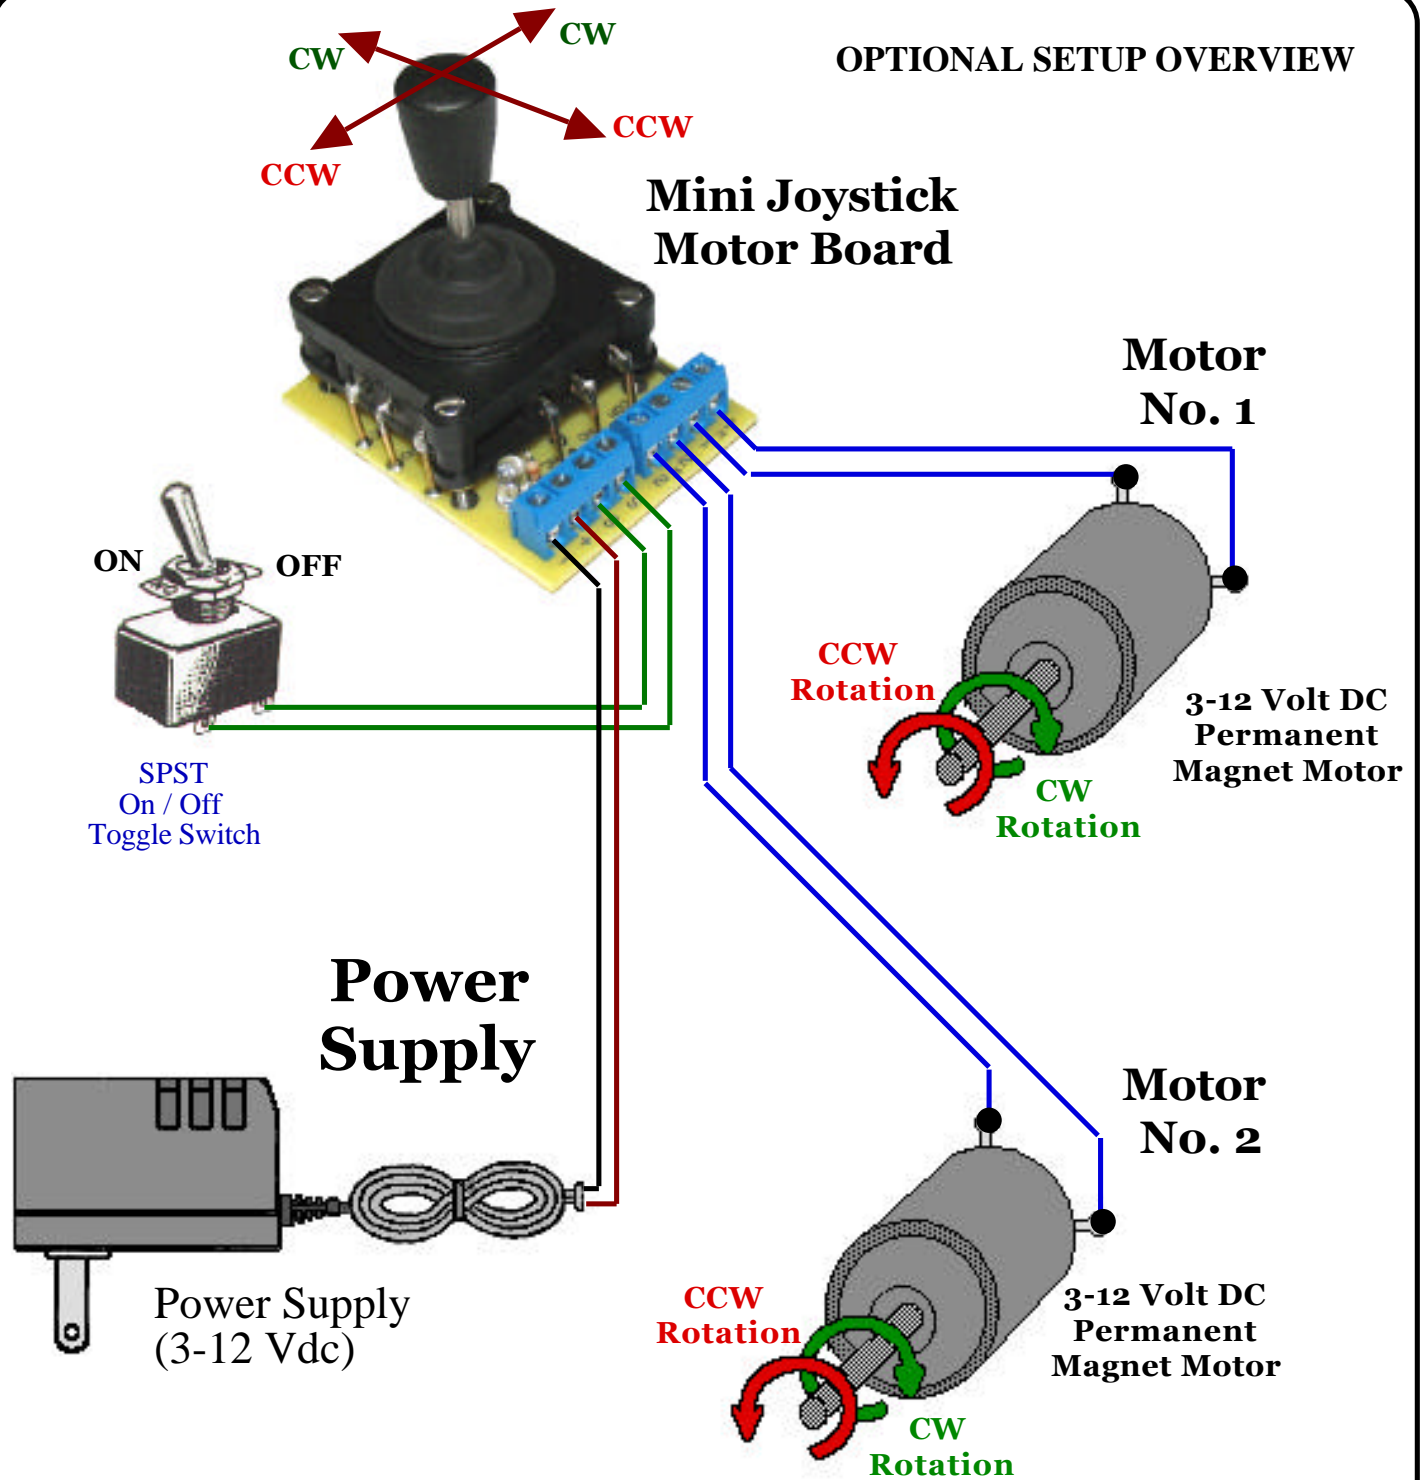 CW
CW
OPTIONAL SETUP OVERVIEW
CCW
CCW
Mini Joystick
Motor Board
Motor
No. 1
ON
OFF
CCW
Rotation
3-12 Volt DC
Permanent
Magnet Motor
CW
Rotation
SPST
On / Off
Toggle Switch
Power
Supply
Motor
No. 2
Power Supply
(3-12 Vdc)
CCW
Rotation
3-12 Volt DC
Permanent
Magnet Motor
CW
Rotation